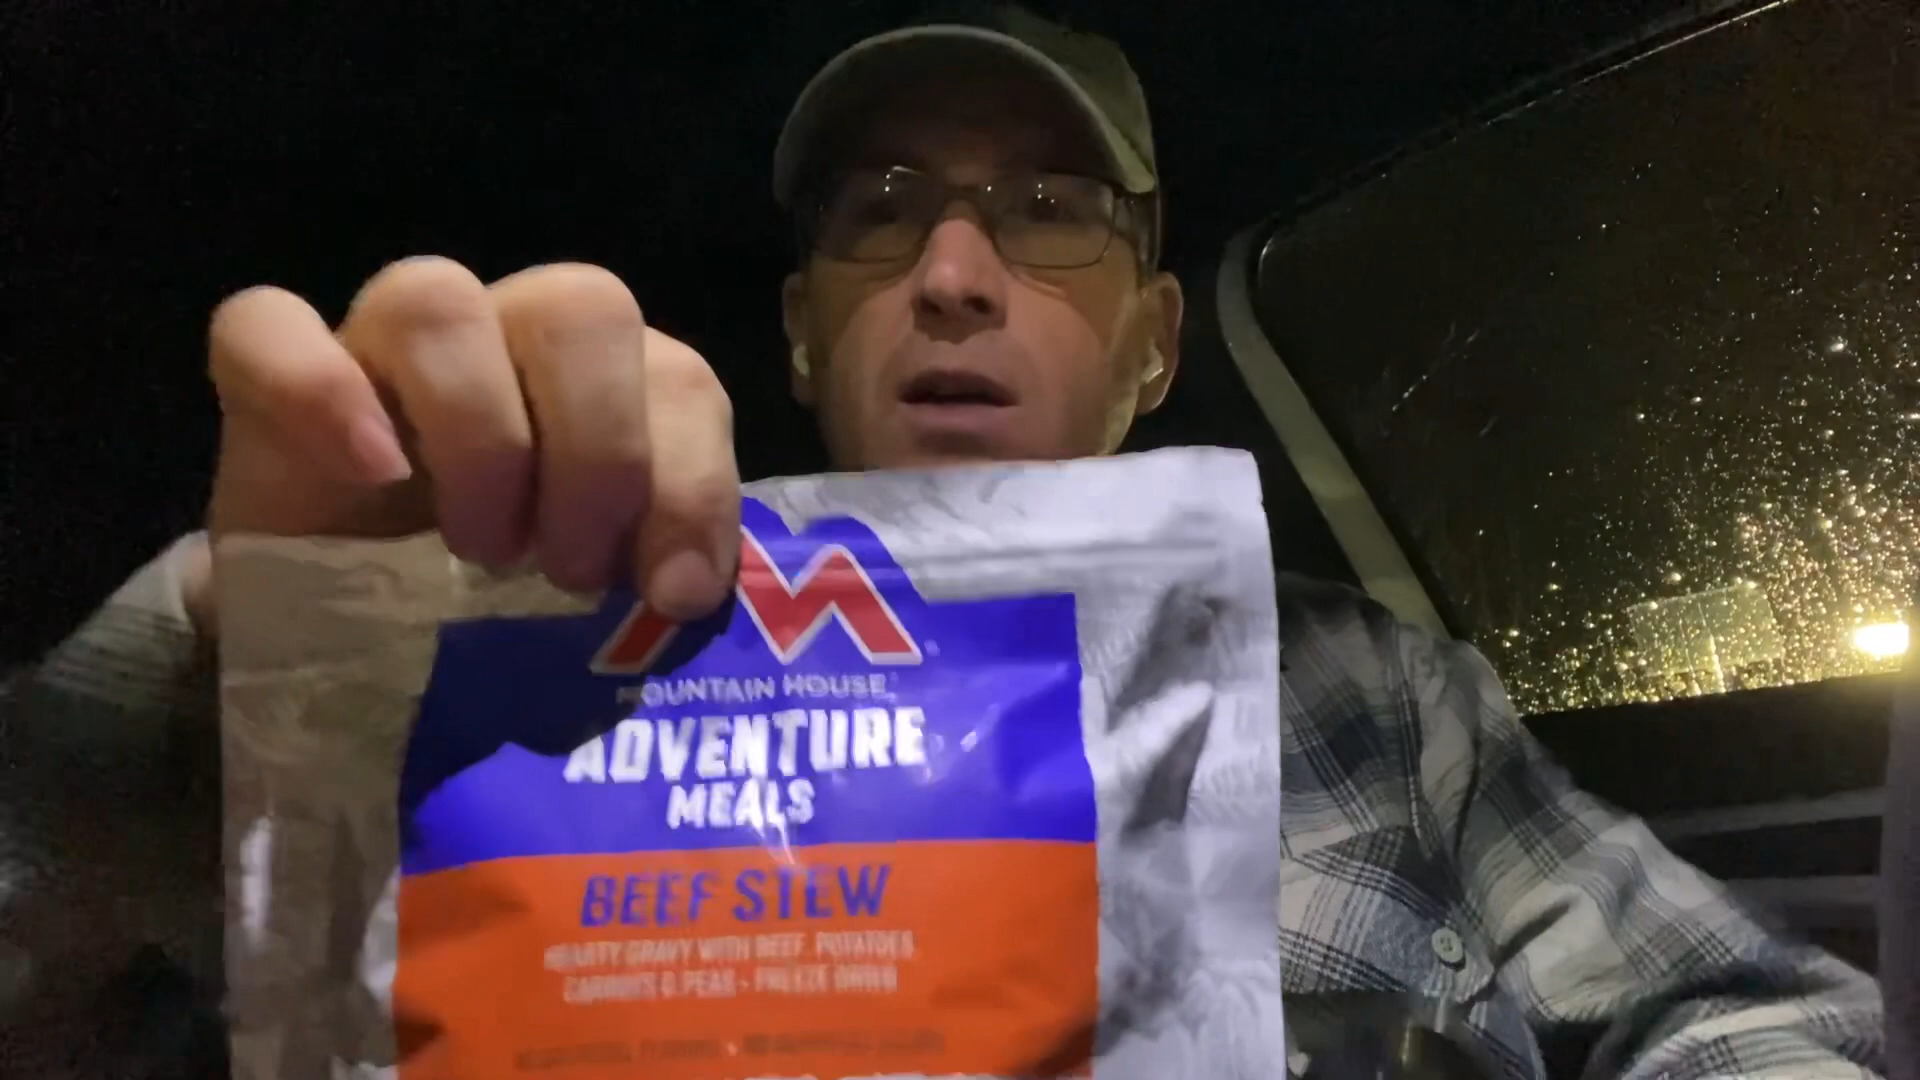 MOUNTAIN HOUSE
ADVENTURE
MEALS
BEEF STEW
HEARTY GRAVY WITH BEEF, POTATOES,
CARROTS & PEAS - FREEZE DRIED